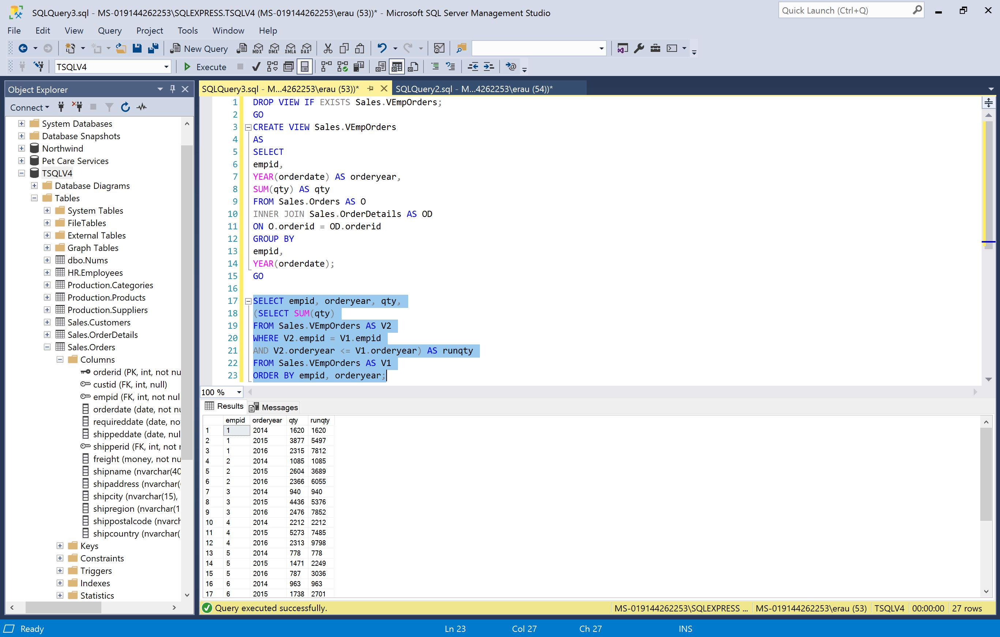 SQLQuery3.sql - MS-019144262253\SQLEXPRESS.TSQLV4 (MS-019144262253\erau (53))* - Microsoft SQL Server Management Studio
Quick Launch (Ctrl+Q)
File Edit View Query Project Tools Window Help
New Query MDX DMX XMLA DAX
TSQLV4 Execute
Object Explorer
Connect
System Databases
Database Snapshots
Northwind
Pet Care Services
TSQLV4
Database Diagrams
Tables
System Tables
FileTables
External Tables
Graph Tables
dbo.Nums
HR.Employees
Production.Categories
Production.Products
Production.Suppliers
Sales.Customers
Sales.OrderDetails
Sales.Orders
Columns
orderid (PK, int, not nu
custid (FK, int, null)
empid (FK, int, not nul
orderdate (date, not nu
requireddate (date, no
shippeddate (date, nul
shipperid (FK, int, not r
freight (money, not nu
shipname (nvarchar(40
shipaddress (nvarchar(
shipcity (nvarchar(15),
shipregion (nvarchar(1
shippostalcode (nvarch
shipcountry (nvarchar(
Keys
Constraints
Triggers
Indexes
Statistics
SQLQuery3.sql - M...4262253\erau (53))* SQLQuery2.sql - M...4262253\erau (54))*
1 DROP VIEW IF EXISTS Sales.VEmpOrders;
2 GO
3 CREATE VIEW Sales.VEmpOrders
4 AS
5 SELECT
6 empid,
7 YEAR(orderdate) AS orderyear,
8 SUM(qty) AS qty
9 FROM Sales.Orders AS O
10 INNER JOIN Sales.OrderDetails AS OD
11 ON O.orderid = OD.orderid
12 GROUP BY
13 empid,
14 YEAR(orderdate);
15 GO
16
17 SELECT empid, orderyear, qty,
18 (SELECT SUM(qty)
19 FROM Sales.VEmpOrders AS V2
20 WHERE V2.empid = V1.empid
21 AND V2.orderyear <= V1.orderyear) AS runqty
22 FROM Sales.VEmpOrders AS V1
23 ORDER BY empid, orderyear;
100 %
Results Messages
empid orderyear qty runqty
1 1 2014 1620 1620
2 1 2015 3877 5497
3 1 2016 2315 7812
4 2 2014 1085 1085
5 2 2015 2604 3689
6 2 2016 2366 6055
7 3 2014 940 940
8 3 2015 4436 5376
9 3 2016 2476 7852
10 4 2014 2212 2212
11 4 2015 5273 7485
12 4 2016 2313 9798
13 5 2014 778 778
14 5 2015 1471 2249
15 5 2016 787 3036
16 6 2014 963 963
17 6 2015 1738 2701
Query executed successfully. MS-019144262253\SQLEXPRESS ... MS-019144262253\erau (53) TSQLV4 00:00:00 27 rows
Ready Ln 23 Col 27 Ch 27 INS